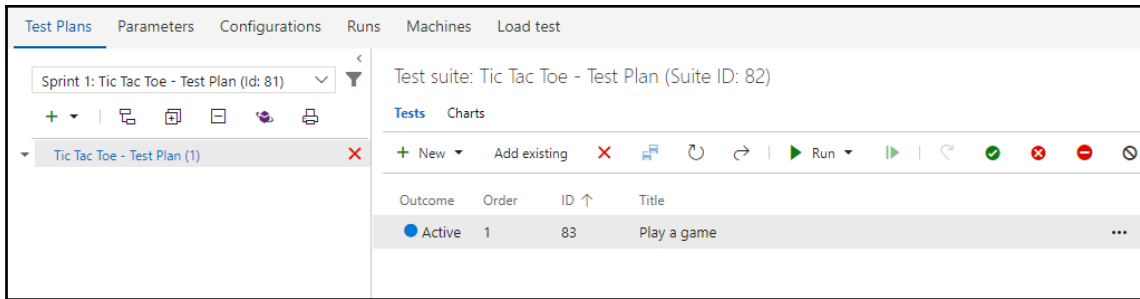 Test Plans Parameters Configurations Runs Machines Load test
Sprint 1: Tic Tac Toe - Test Plan (Id: 81)
Tic Tac Toe - Test Plan (1)
Test suite: Tic Tac Toe - Test Plan (Suite ID: 82)
Tests Charts
New Add existing Run
Outcome Order ID Title
Active 1 83 Play a game